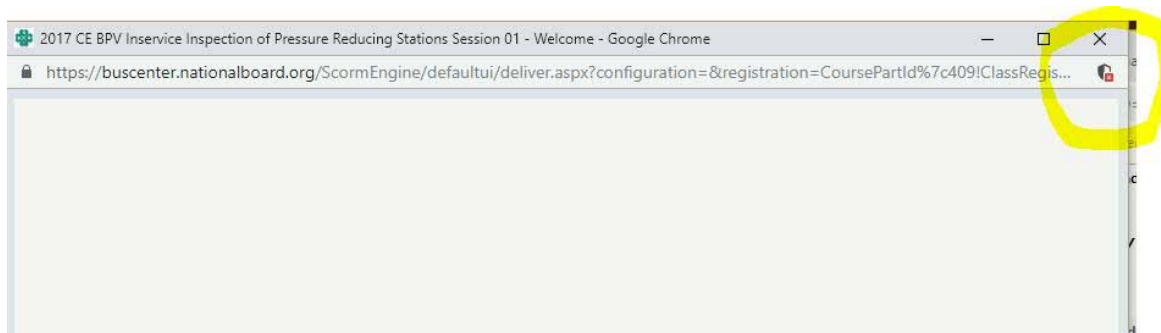 2017 CE BPV Inservice Inspection of Pressure Reducing Stations Session 01 - Welcome - Google Chrome
https://buscenter.nationalboard.org/ScormEngine/defaultui/deliver.aspx?configuration=&registration=CoursePartId%7c409!ClassRegis...